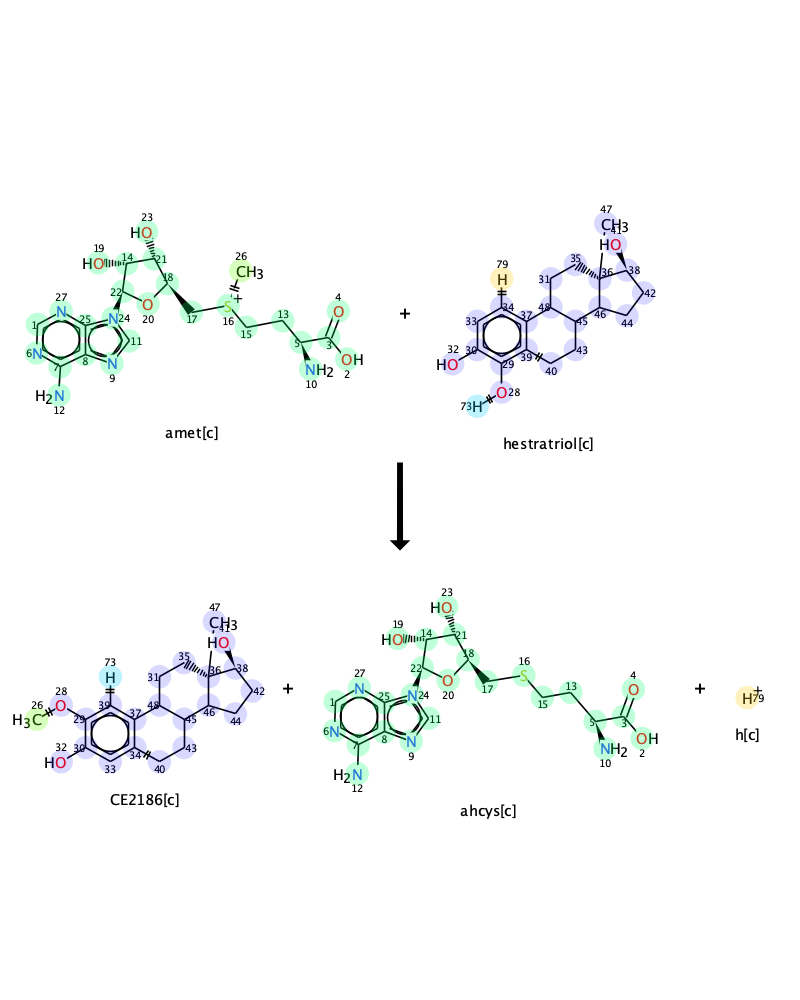 23
HO
19
HO
14
21
18
22
O
20
26
CH3
+
S
16
17
27
N
25
N
24
1
6
N
7
8
N
9
11
NH2
12
H2N
15
13
5
3
4
O
OH
2
NH2
10
amet[c]
+
47
CH3
41
HO
H
35
36
38
31
79
H
34
48
46
42
44
33
37
45
32
HO
30
39
43
29
40
O
28
73
H
hestratriol[c]
47
CH3
41
HO
H
35
36
38
31
73
H
26
H3C
28
O
39
48
46
42
44
29
37
45
32
HO
30
34
43
33
40
CE2186[c]
+
23
HO
19
HO
14
21
18
22
O
20
16
S
17
27
N
25
N
24
1
6
N
7
8
N
9
11
H2N
12
15
13
5
3
4
O
OH
2
NH2
10
ahcys[c]
+
H+
79
h[c]